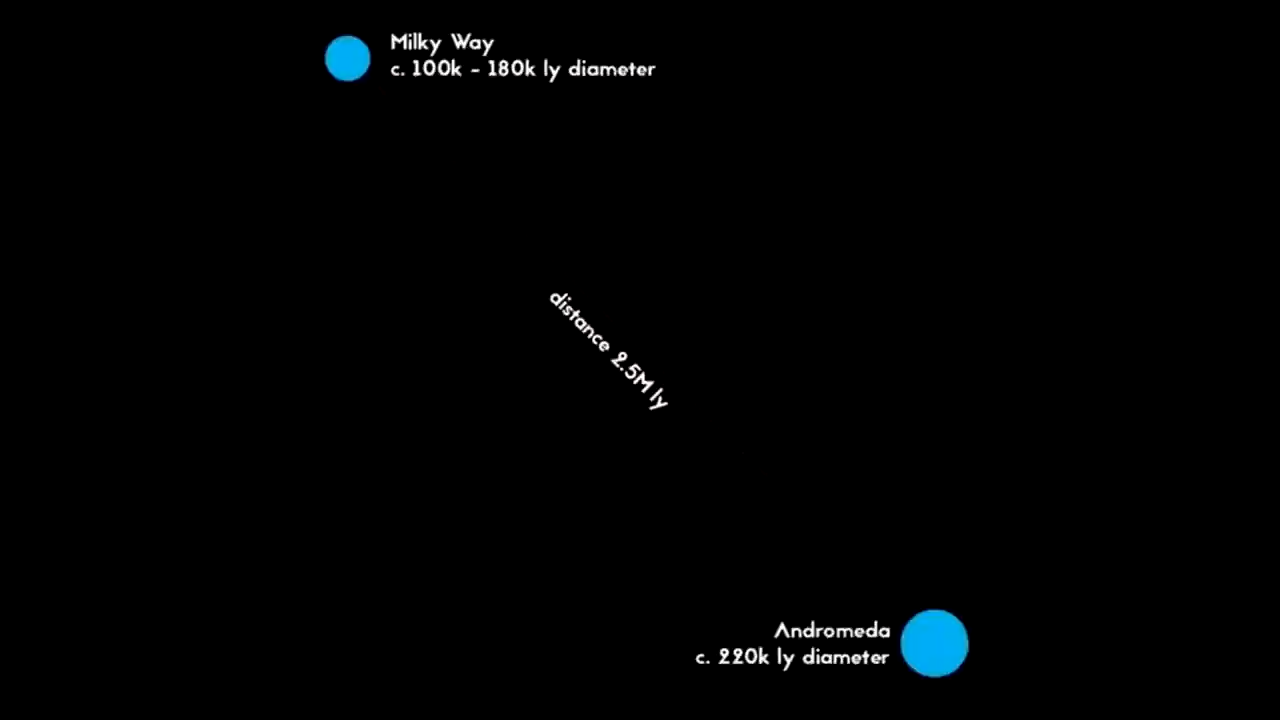 Milky Way
c. 100k - 180k ly diameter
distance 2.5M ly
Andromeda
c. 220k ly diameter